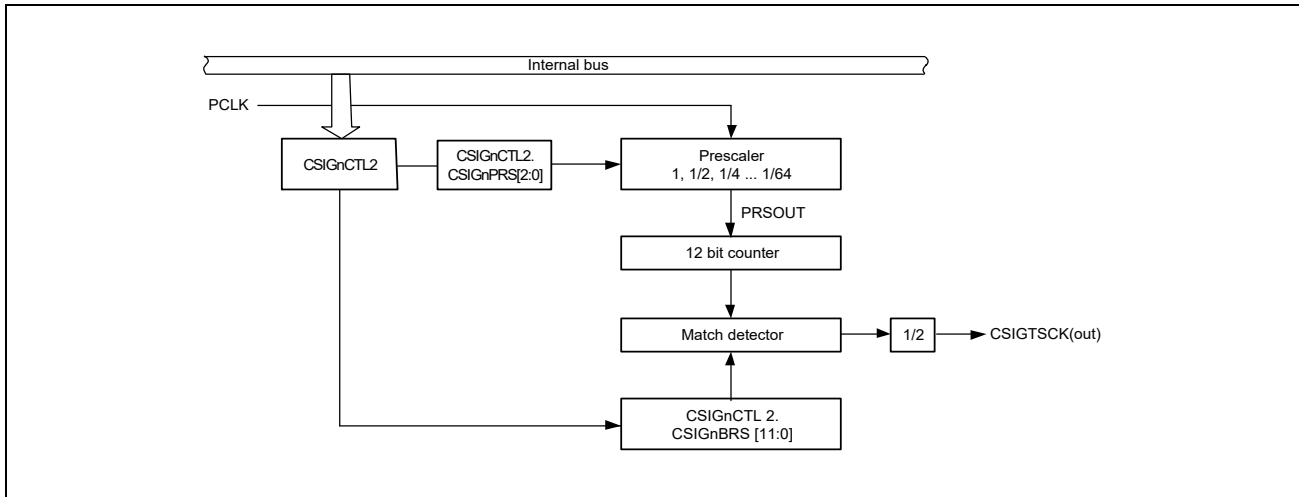 Internal bus
PCLK
CSIGnCTL2
CSIGnCTL2.
CSIGnPRS[2:0]
Prescaler
1, 1/2, 1/4 ... 1/64
PRSOUT
12 bit counter
Match detector
1/2
CSIGTSCK(out)
CSIGnCTL 2.
CSIGnBRS [11:0]